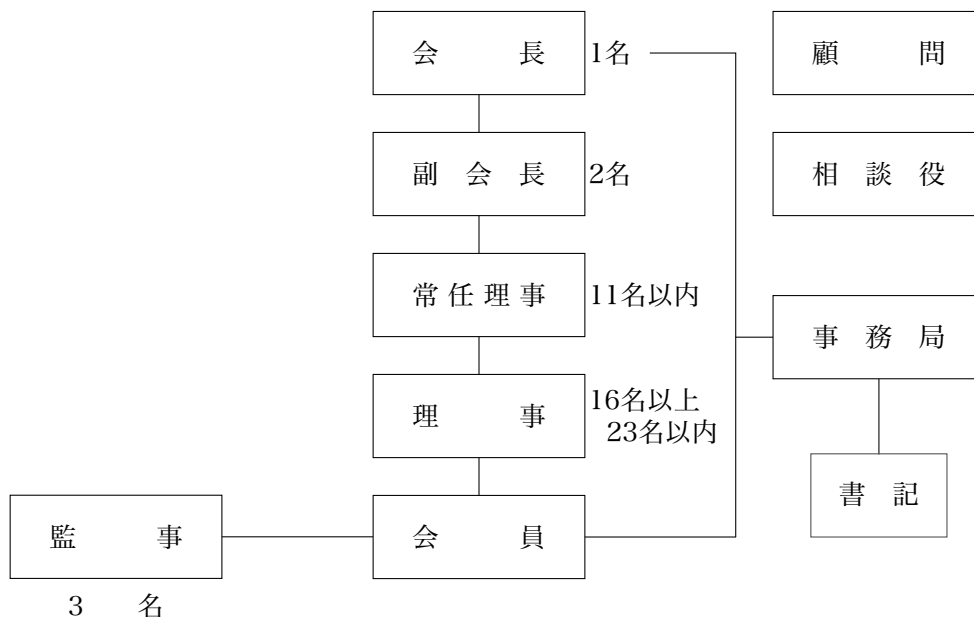 会長 1名
顧問
副会長 2名
相談役
常任理事 11名以内
事務局
理事 16名以上
23名以内
書記
監事
会員
3名